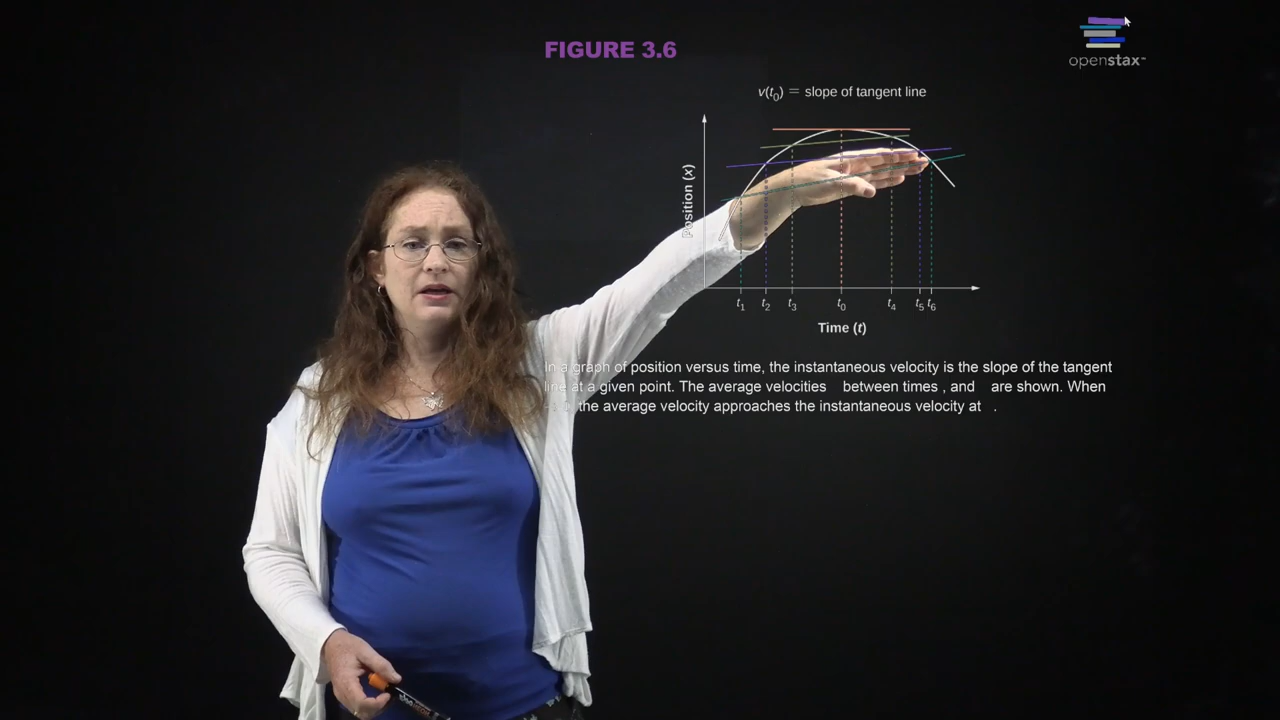 FIGURE 3.6
openstax™
v(t0) = slope of tangent line
Position (x)
t1 t2 t3 t0 t4 t5 t6
Time (t)
In a graph of position versus time, the instantaneous velocity is the slope of the tangent
line at a given point. The average velocities between times , and are shown. When
the average velocity approaches the instantaneous velocity at .